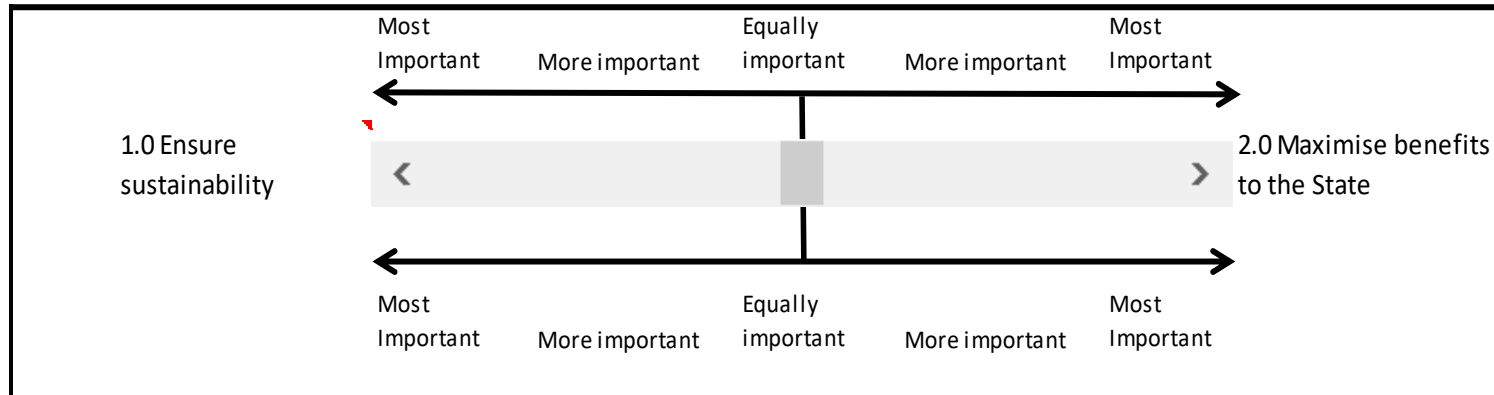 Most
Important
More important
Equally
important
More important
Most
Important
1.0 Ensure
sustainability
2.0 Maximise benefits
to the State
Most
Important
More important
Equally
important
More important
Most
Important